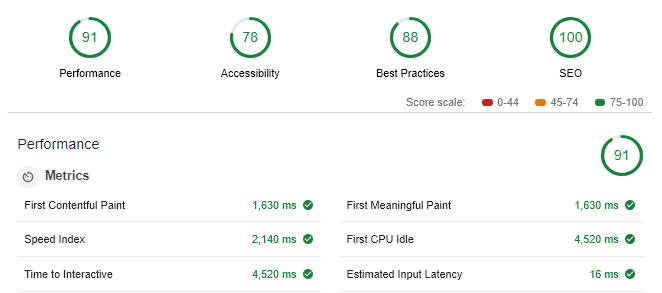 91 78 88 100
Performance Accessibility Best Practices SEO
Score scale: 0-44 45-74 75-100
Performance 91
Metrics
First Contentful Paint 1,630 ms First Meaningful Paint 1,630 ms
Speed Index 2,140 ms First CPU Idle 4,520 ms
Time to Interactive 4,520 ms Estimated Input Latency 16 ms